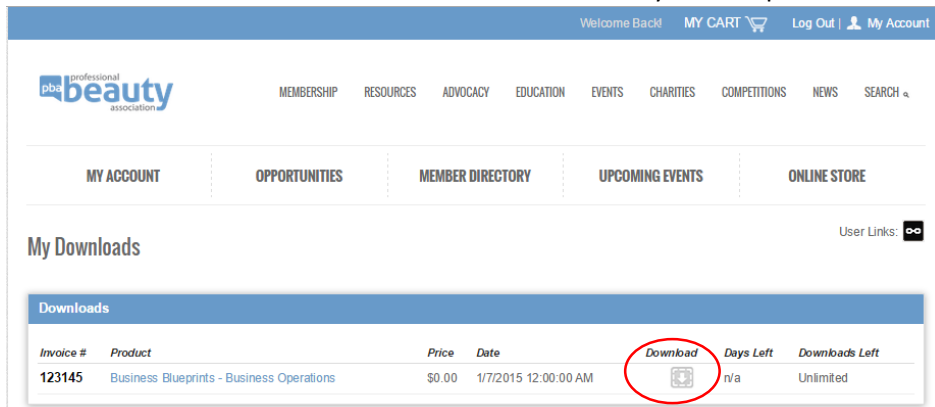 Welcome Back! MY CART Log Out | My Account
pba professional beauty association
MEMBERSHIP RESOURCES ADVOCACY EDUCATION EVENTS CHARITIES COMPETITIONS NEWS SEARCH
MY ACCOUNT OPPORTUNITIES MEMBER DIRECTORY UPCOMING EVENTS ONLINE STORE
User Links:
My Downloads
Downloads
Invoice # Product Price Date Download Days Left Downloads Left
123145 Business Blueprints - Business Operations $0.00 1/7/2015 12:00:00 AM n/a Unlimited